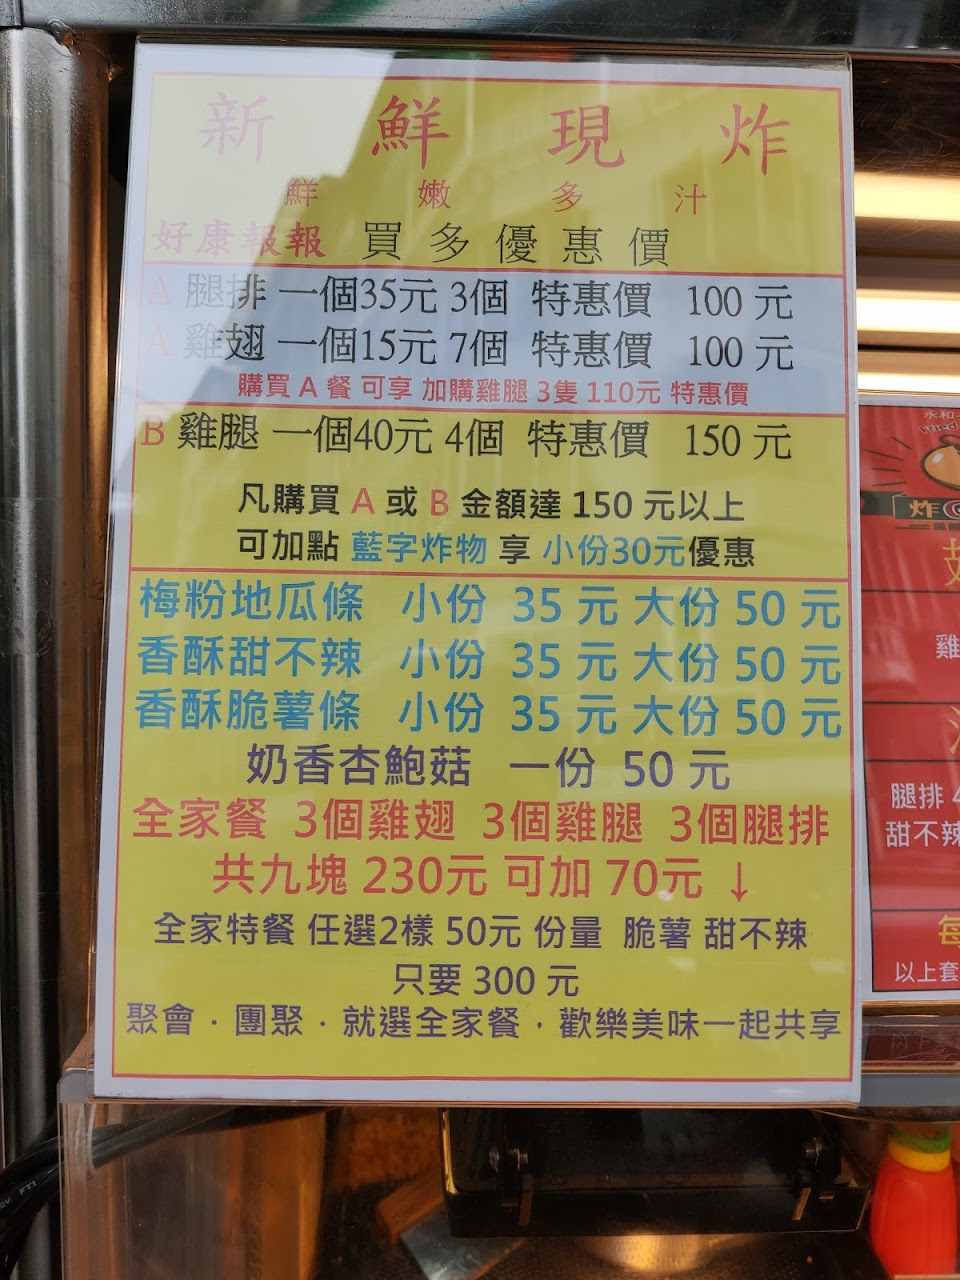 新鮮現炸
鮮嫩多汁
好康報報 買多優惠價
A 腿排 一個35元 3個 特惠價 100 元
A 雞翅 一個15元 7個 特惠價 100 元
購買 A 餐 可享 加購雞腿 3隻 110元 特惠價
B 雞腿 一個40元 4個 特惠價 150 元
凡購買 A 或 B 金額達 150 元以上
可加點 藍字炸物 享 小份30元優惠
梅粉地瓜條 小份 35 元 大份 50 元
香酥甜不辣 小份 35 元 大份 50 元
香酥脆薯條 小份 35 元 大份 50 元
奶香杏鮑菇 一份 50 元
全家餐 3個雞翅 3個雞腿 3個腿排
共九塊 230元 可加 70元 ↓
全家特餐 任選2樣 50元 份量 脆薯 甜不辣
只要 300 元
聚會．團聚．就選全家餐，歡樂美味一起共享
永和
炸
雞
腿排
甜不辣
每
以上套